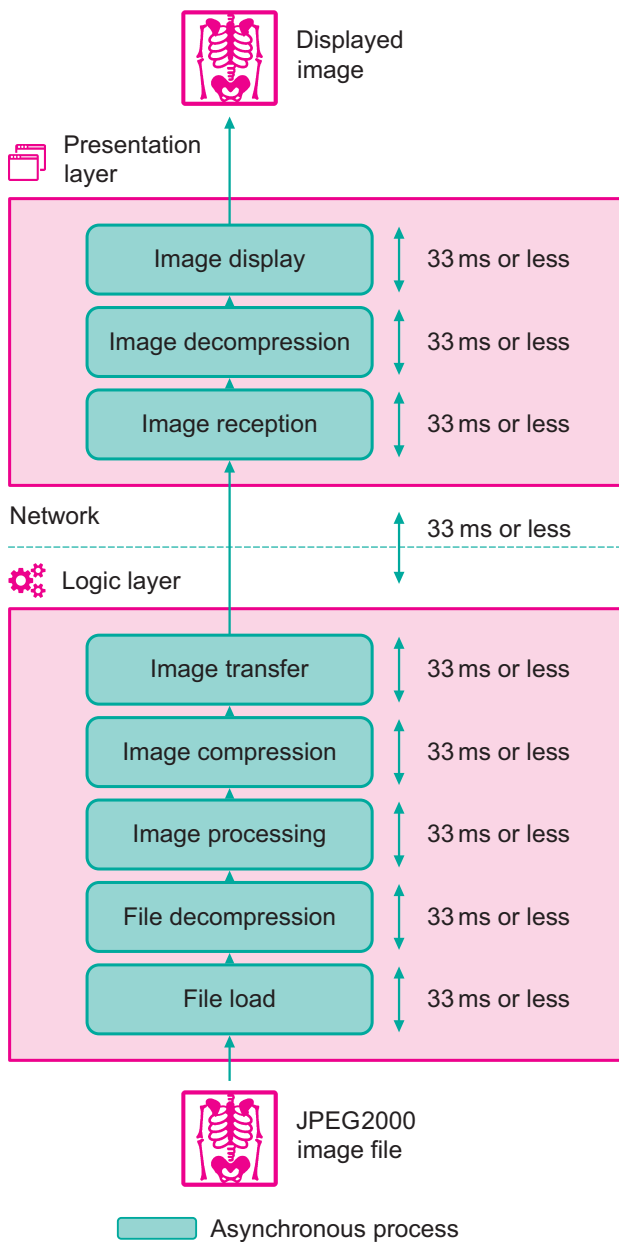 Displayed
image
Presentation
layer
Image display
33 ms or less
Image decompression
33 ms or less
Image reception
33 ms or less
Network
33 ms or less
Logic layer
Image transfer
33 ms or less
Image compression
33 ms or less
Image processing
33 ms or less
File decompression
33 ms or less
File load
33 ms or less
JPEG2000
image file
Asynchronous process